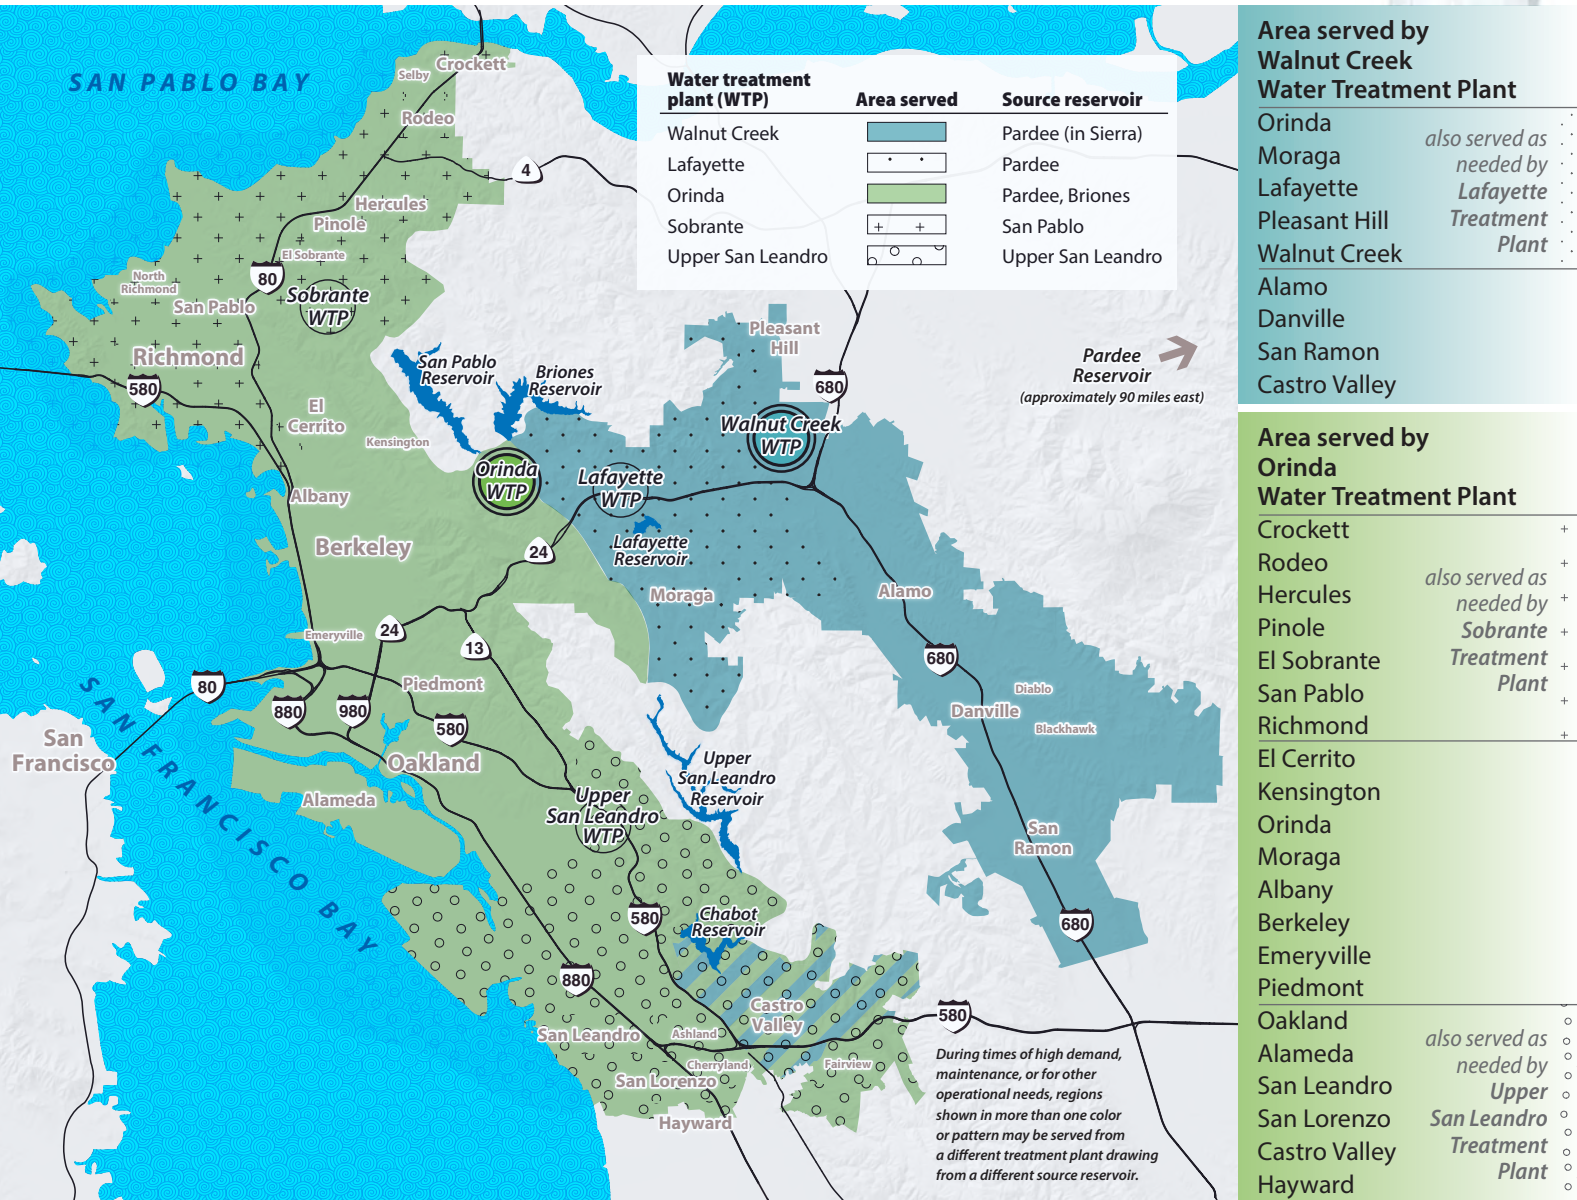 SAN PABLO BAY
Crockett
Selby
Rodeo
4
Hercules
Pinole
El Sobrante
80
North
Richmond
San Pablo
Sobrante
WTP
Richmond
580
El
Cerrito
Kensington
San Pablo
Reservoir
Briones
Reservoir
Albany
Orinda
WTP
Lafayette
WTP
Walnut Creek
WTP
Pleasant
Hill
680
Pardee
Reservoir
(approximately 90 miles east)
Berkeley
24
Lafayette
Reservoir
Moraga
Alamo
Emeryville
24
13
680
80
880
980
Piedmont
580
Diablo
Danville
Blackhawk
San
Francisco
SAN FRANCISCO BAY
Oakland
Alameda
Upper
San Leandro
Reservoir
Upper
San Leandro
WTP
San
Ramon
580
Chabot
Reservoir
680
880
Castro
Valley
580
San Leandro
Ashland
Cherryland
Fairview
San Lorenzo
Hayward
During times of high demand,
maintenance, or for other
operational needs, regions
shown in more than one color
or pattern may be served from
a different treatment plant drawing
from a different source reservoir.
Water treatment
plant (WTP) Area served Source reservoir
Walnut Creek Pardee (in Sierra)
Lafayette Pardee
Orinda Pardee, Briones
Sobrante San Pablo
Upper San Leandro Upper San Leandro
Area served by
Walnut Creek
Water Treatment Plant
Orinda
Moraga
Lafayette
Pleasant Hill
Walnut Creek
also served as
needed by
Lafayette
Treatment
Plant
Alamo
Danville
San Ramon
Castro Valley
Area served by
Orinda
Water Treatment Plant
Crockett
Rodeo
Hercules
Pinole
El Sobrante
San Pablo
Richmond
also served as
needed by
Sobrante
Treatment
Plant
El Cerrito
Kensington
Orinda
Moraga
Albany
Berkeley
Emeryville
Piedmont
Oakland
Alameda
San Leandro
San Lorenzo
Castro Valley
Hayward
also served as
needed by
Upper
San Leandro
Treatment
Plant